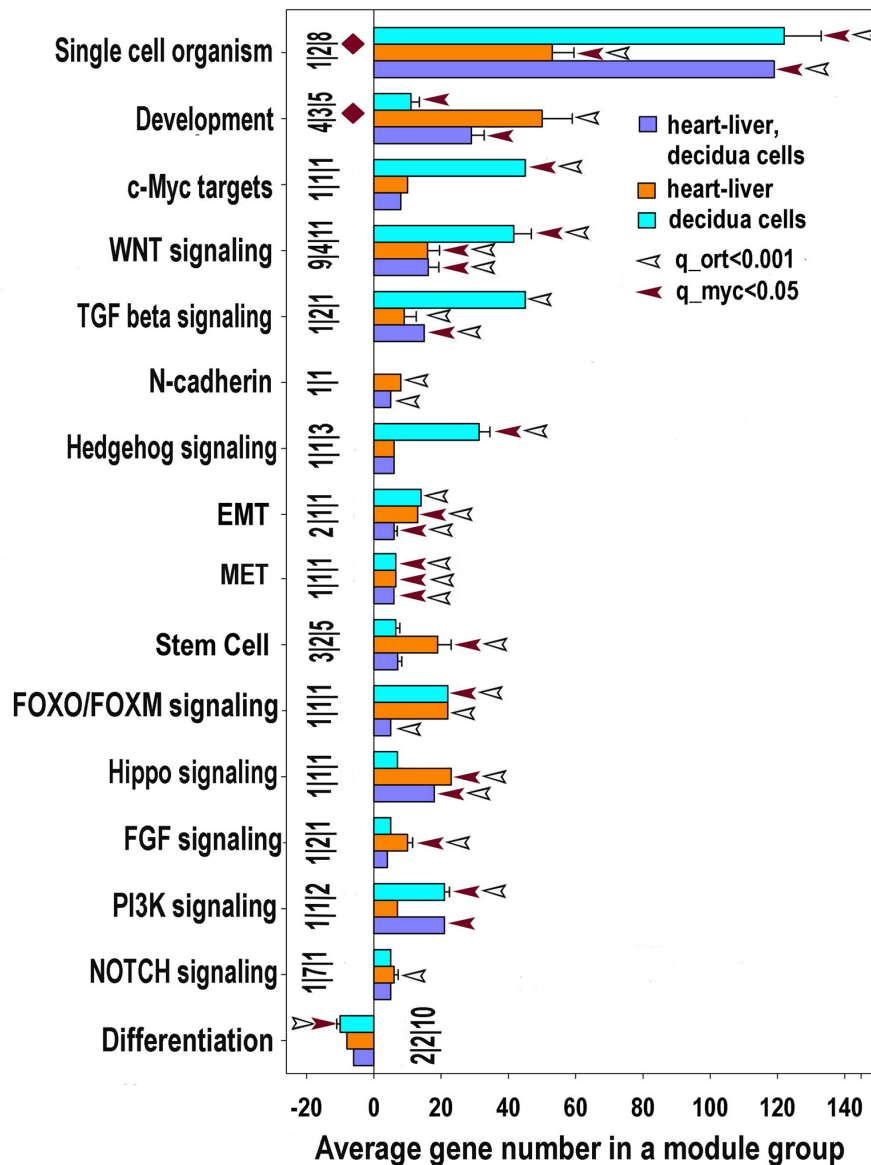 Single cell organism 1|2|8
Development 4|3|5
c-Myc targets 1|1|1
WNT signaling 9|4|11
TGF beta signaling 1|2|1
N-cadherin 1|1
Hedgehog signaling 1|1|3
EMT 2|1|1
MET 1|1|1
Stem Cell 3|2|5
FOXO/FOXM signaling 1|1|1
Hippo signaling 1|1|1
FGF signaling 1|2|1
PI3K signaling 1|1|2
NOTCH signaling 1|7|1
Differentiation 2|2|10
heart-liver,
decidua cells
heart-liver
decidua cells
q_ort<0.001
q_myc<0.05
-20 0 20 40 60 80 100 120 140
Average gene number in a module group